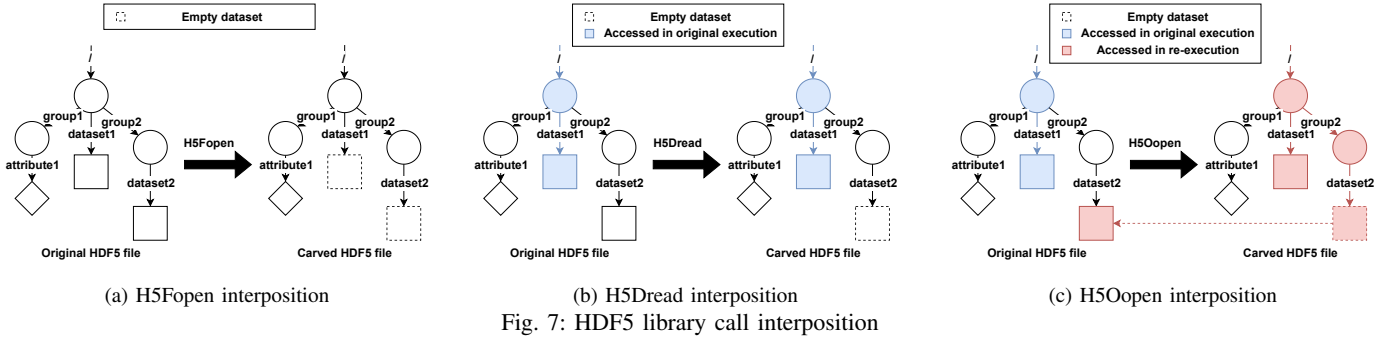 Empty dataset
/
/
group1
group2
dataset1
attribute1
dataset2
Original HDF5 file
H5Fopen
group1
group2
dataset1
attribute1
dataset2
Carved HDF5 file
(a) H5Fopen interposition
Empty dataset
Accessed in original execution
/
/
group1
group2
dataset1
attribute1
dataset2
Original HDF5 file
H5Dread
group1
group2
dataset1
attribute1
dataset2
Carved HDF5 file
(b) H5Dread interposition
Empty dataset
Accessed in original execution
Accessed in re-execution
/
/
group1
group2
dataset1
attribute1
dataset2
Original HDF5 file
H5Oopen
group1
group2
dataset1
attribute1
dataset2
Carved HDF5 file
(c) H5Oopen interposition
Fig. 7: HDF5 library call interposition